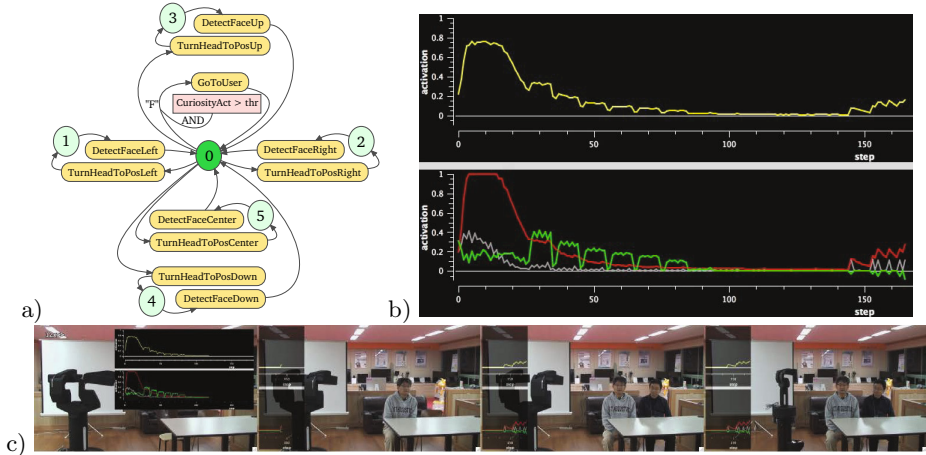 3
DetectFaceUp
TurnHeadToPosUp
GoToUser
"F"
CuriosityAct > thr
AND
1
0
2
DetectFaceLeft
DetectFaceRight
TurnHeadToPosLeft
TurnHeadToPosRight
DetectFaceCenter
5
TurnHeadToPosCenter
TurnHeadToPosDown
4
DetectFaceDown
a)
activation
1
0.8
0.6
0.4
0.2
0
0
50
100
150
step
activation
1
0.8
0.6
0.4
0.2
0
0
50
100
150
step
b)
c)